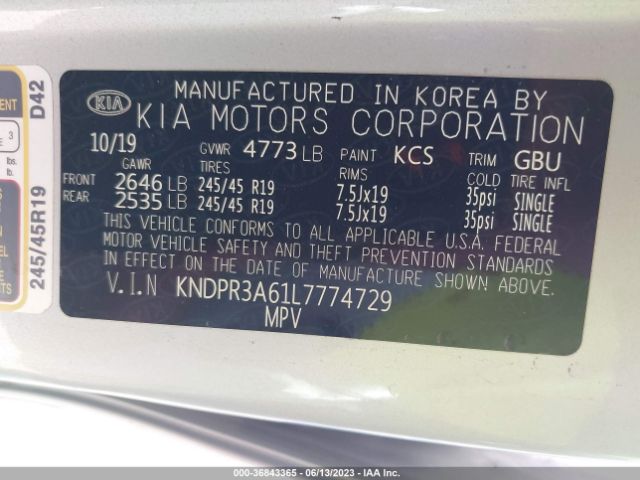 MANUFACTURED IN KOREA BY
KIA KIA MOTORS CORPORATION
10/19 GVWR 4773 LB PAINT KCS TRIM GBU
GAWR TIRES RIMS COLD TIRE INFL
FRONT 2646 LB 245/45 R19 7.5Jx19 35psi SINGLE
REAR 2535 LB 245/45 R19 7.5Jx19 35psi SINGLE
THIS VEHICLE CONFORMS TO ALL APPLICABLE U.S.A. FEDERAL
MOTOR VEHICLE SAFETY AND THEFT PREVENTION STANDARDS
IN EFFECT ON THE DATE OF MANUFACTURE SHOWN ABOVE.
V.I.N KNDPR3A61L7774729
MPV
D42
245/45R19
3
lbs.
lb.
000-36843365 - 06/13/2023 - IAA Inc.